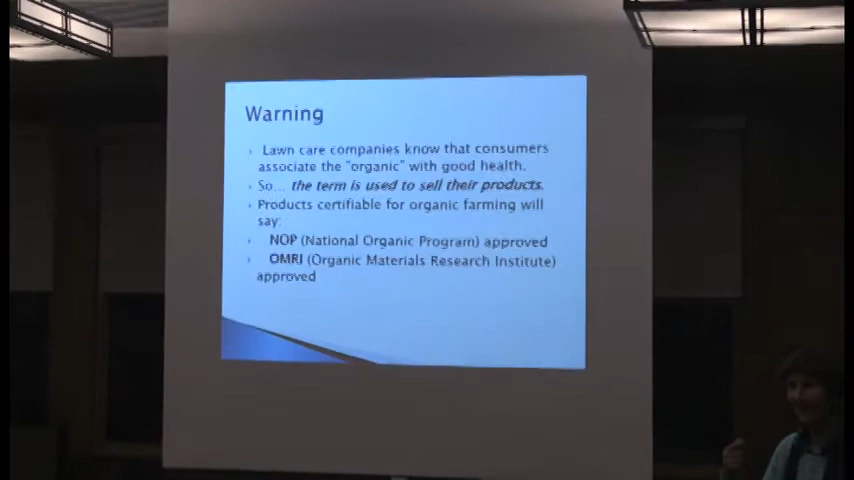 Warning
Lawn care companies know that consumers
associate the "organic" with good health.
So... the term is used to sell their products.
Products certifiable for organic farming will
say:
NOP (National Organic Program) approved
OMRI (Organic Materials Research Institute)
approved